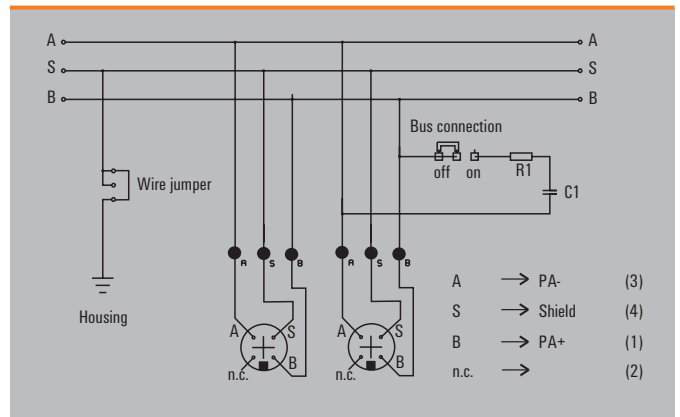 A A
S S
B B
Bus connection
off on R1
C1
Wire jumper
A S B A S B
A → PA- (3)
S → Shield (4)
B → PA+ (1)
n.c. → (2)
Housing
A S A S
B B
n.c. n.c.